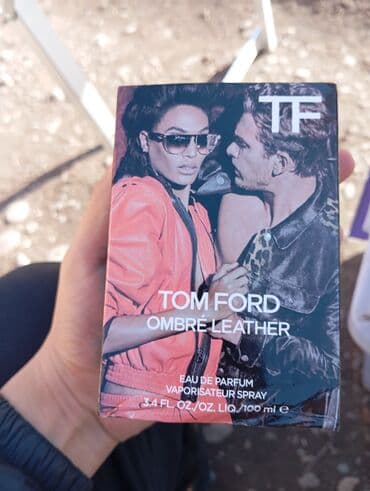 TF
TOM FORD
OMBRÉ LEATHER
EAU DE PARFUM
VAPORISATEUR SPRAY
3.4 FL. OZ./OZ. LIQ./100 ml e